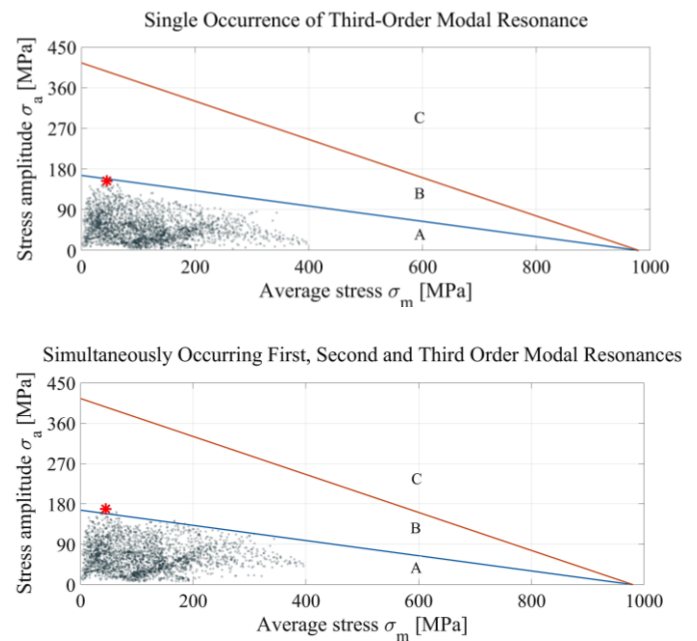 Single Occurrence of Third-Order Modal Resonance
450
360
270
180
90
0
Stress amplitude σa [MPa]
C
B
A
0 200 400 600 800 1000
Average stress σm [MPa]
Simultaneously Occurring First, Second and Third Order Modal Resonances
450
360
270
180
90
0
Stress amplitude σa [MPa]
C
B
A
0 200 400 600 800 1000
Average stress σm [MPa]